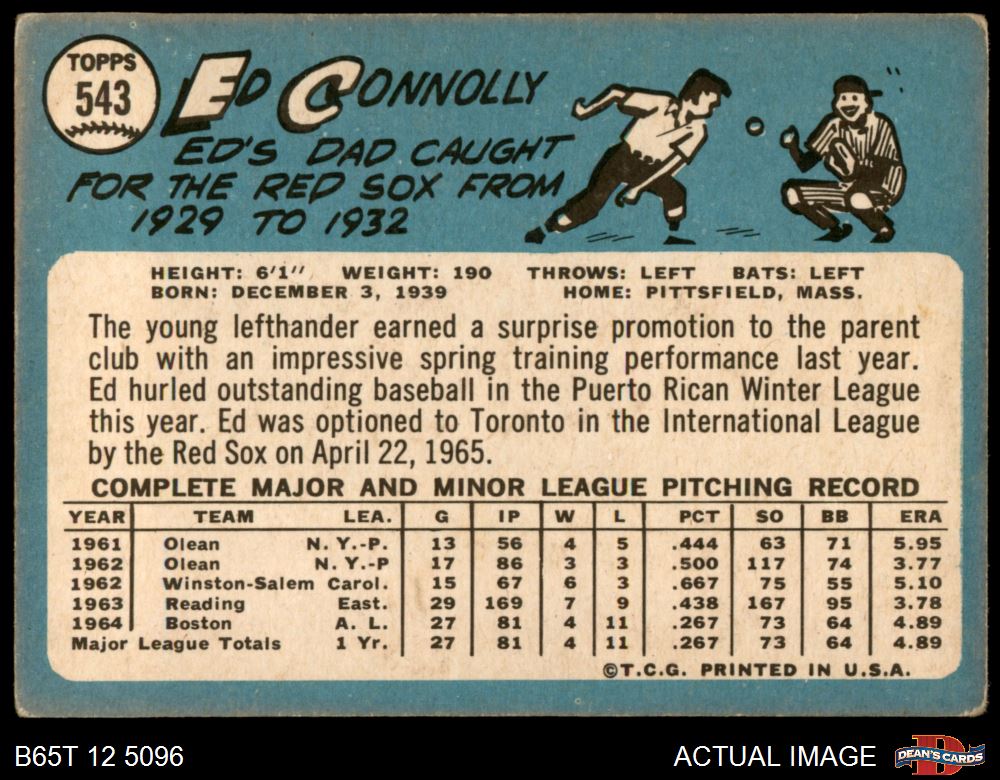 TOPPS
543
ED CONNOLLY
ED'S DAD CAUGHT
FOR THE RED SOX FROM
1929 TO 1932
HEIGHT: 6'1" WEIGHT: 190 THROWS: LEFT BATS: LEFT
BORN: DECEMBER 3, 1939 HOME: PITTSFIELD, MASS.
The young lefthander earned a surprise promotion to the parent
club with an impressive spring training performance last year.
Ed hurled outstanding baseball in the Puerto Rican Winter League
this year. Ed was optioned to Toronto in the International League
by the Red Sox on April 22, 1965.
COMPLETE MAJOR AND MINOR LEAGUE PITCHING RECORD
YEAR TEAM LEA. G IP W L PCT SO BB ERA
1961 Olean N. Y.-P. 13 56 4 5 .444 63 71 5.95
1962 Olean N. Y.-P 17 86 3 3 .500 117 74 3.77
1962 Winston-Salem Carol. 15 67 6 3 .667 75 55 5.10
1963 Reading East. 29 169 7 9 .438 167 95 3.78
1964 Boston A. L. 27 81 4 11 .267 73 64 4.89
Major League Totals 1 Yr. 27 81 4 11 .267 73 64 4.89
©T.C.G. PRINTED IN U.S.A.
B65T 12 5096 ACTUAL IMAGE DEAN'S CARDS